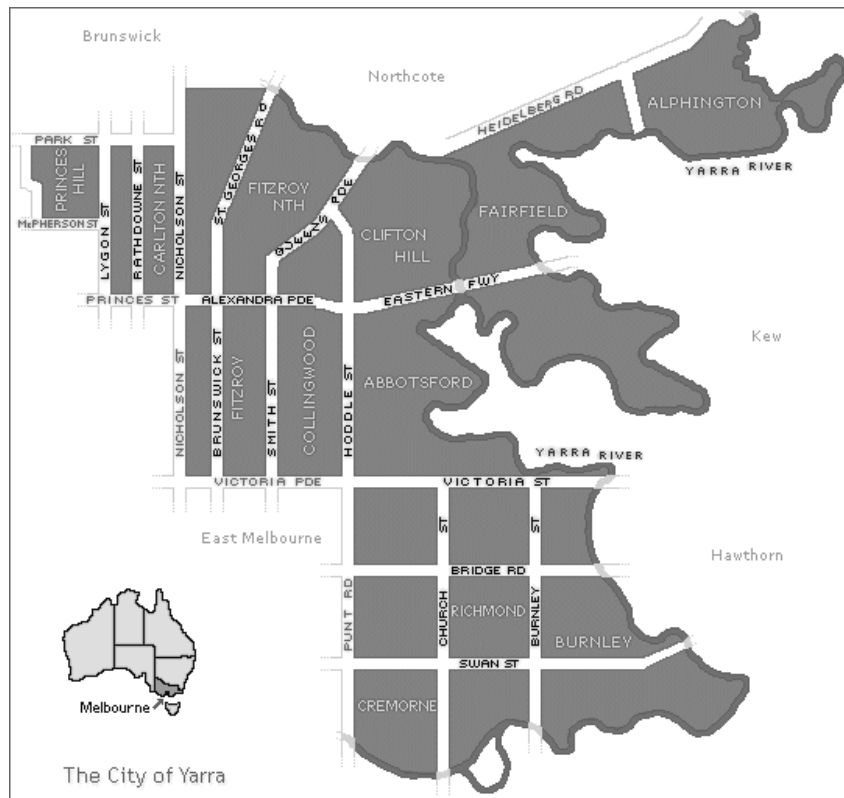 Brunswick
Northcote
HEIDELBERG RD
ALPHINGTON
YARRA RIVER
PARK ST
PRINCES
HILL
McPHERSON ST
LYGON ST
RATHDOWNE ST
CARLTON NTH
NICHOLSON ST
ST. GEORGES RD
FITZROY
NTH
QUEENS PDE
CLIFTON
HILL
FAIRFIELD
PRINCES ST
ALEXANDRA PDE
EASTERN FWY
Kew
NICHOLSON ST
BRUNSWICK ST
FITZROY
SMITH ST
COLLINGWOOD
HODDLE ST
ABBOTSFORD
YARRA RIVER
VICTORIA PDE
VICTORIA ST
East Melbourne
Hawthorn
PUNT RD
CHURCH ST
BURNLEY ST
BRIDGE RD
RICHMOND
BURNLEY
SWAN ST
CREMORNE
Melbourne
The City of Yarra